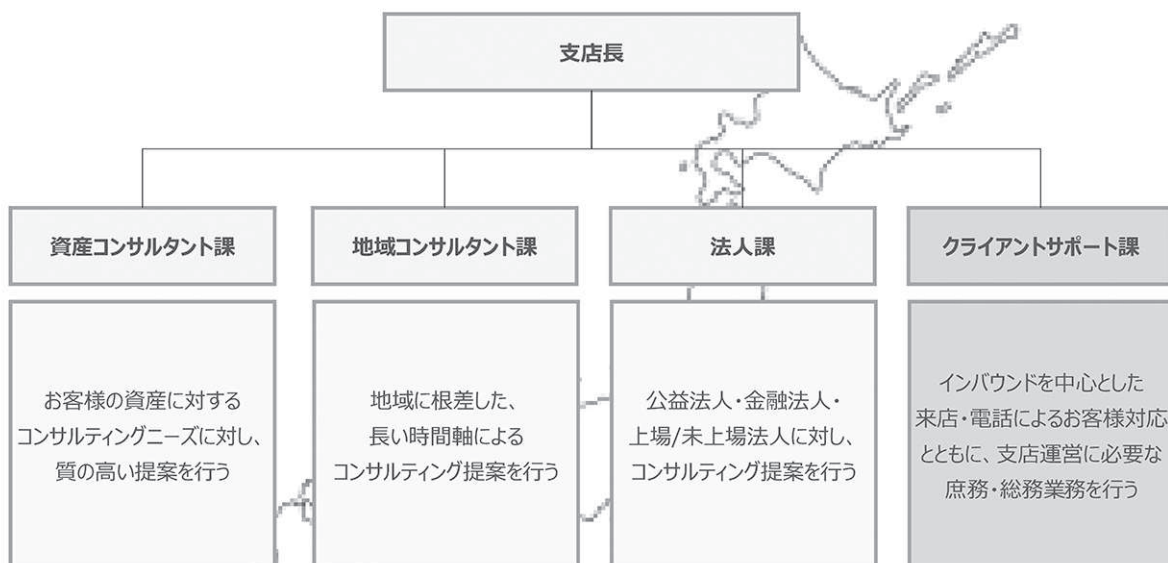 支店長
資産コンサルタント課
地域コンサルタント課
法人課
クライアントサポート課
お客様の資産に対する
コンサルティングニーズに対し、
質の高い提案を行う
地域に根差した、
長い時間軸による
コンサルティング提案を行う
公益法人・金融法人・
上場/未上場法人に対し、
コンサルティング提案を行う
インバウンドを中心とした
来店・電話によるお客様対応
とともに、支店運営に必要な
庶務・総務業務を行う